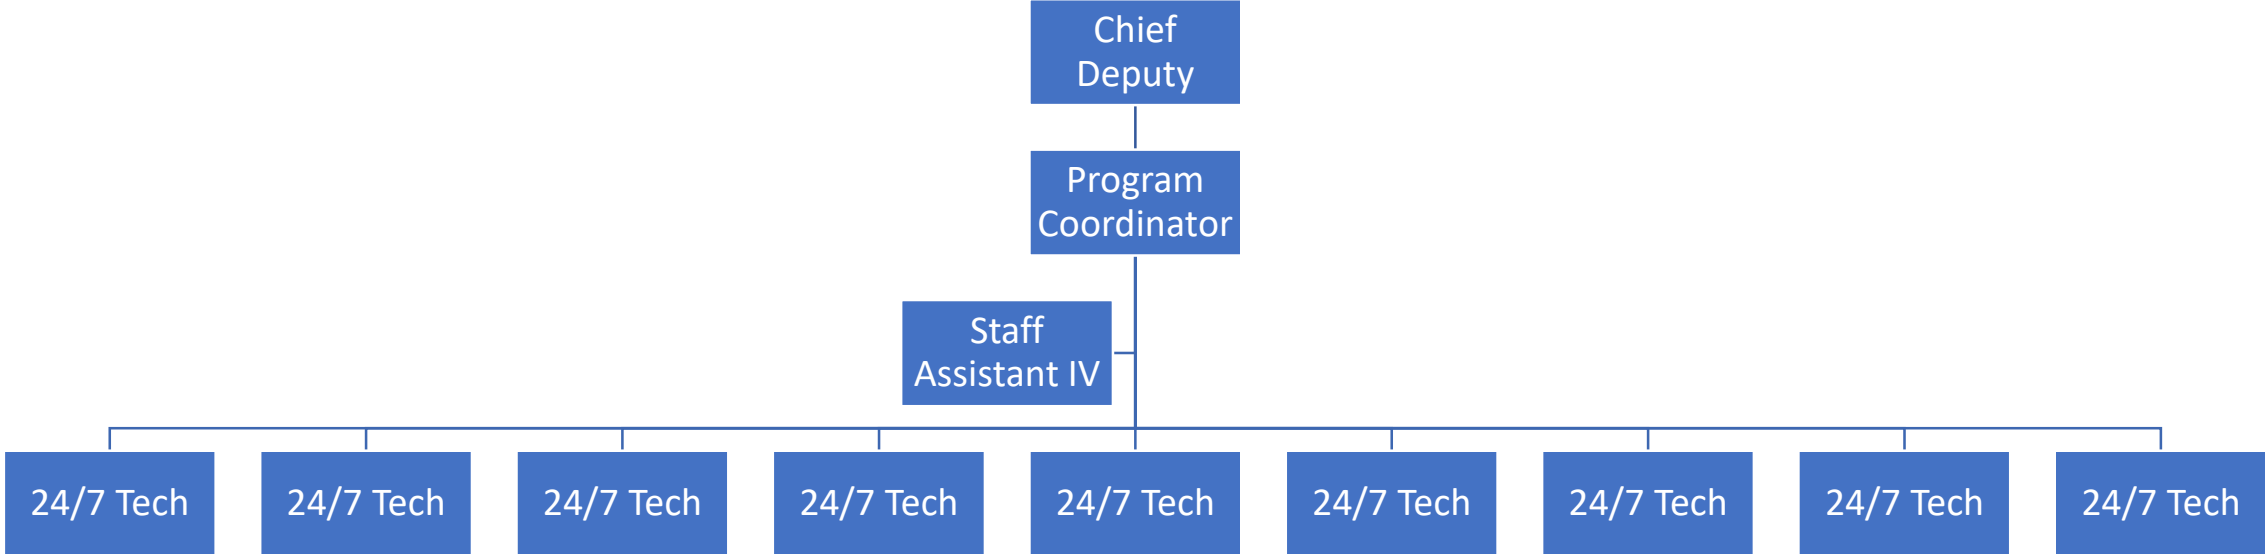 Chief
Deputy
Program
Coordinator
Staff
Assistant IV
24/7 Tech
24/7 Tech
24/7 Tech
24/7 Tech
24/7 Tech
24/7 Tech
24/7 Tech
24/7 Tech
24/7 Tech